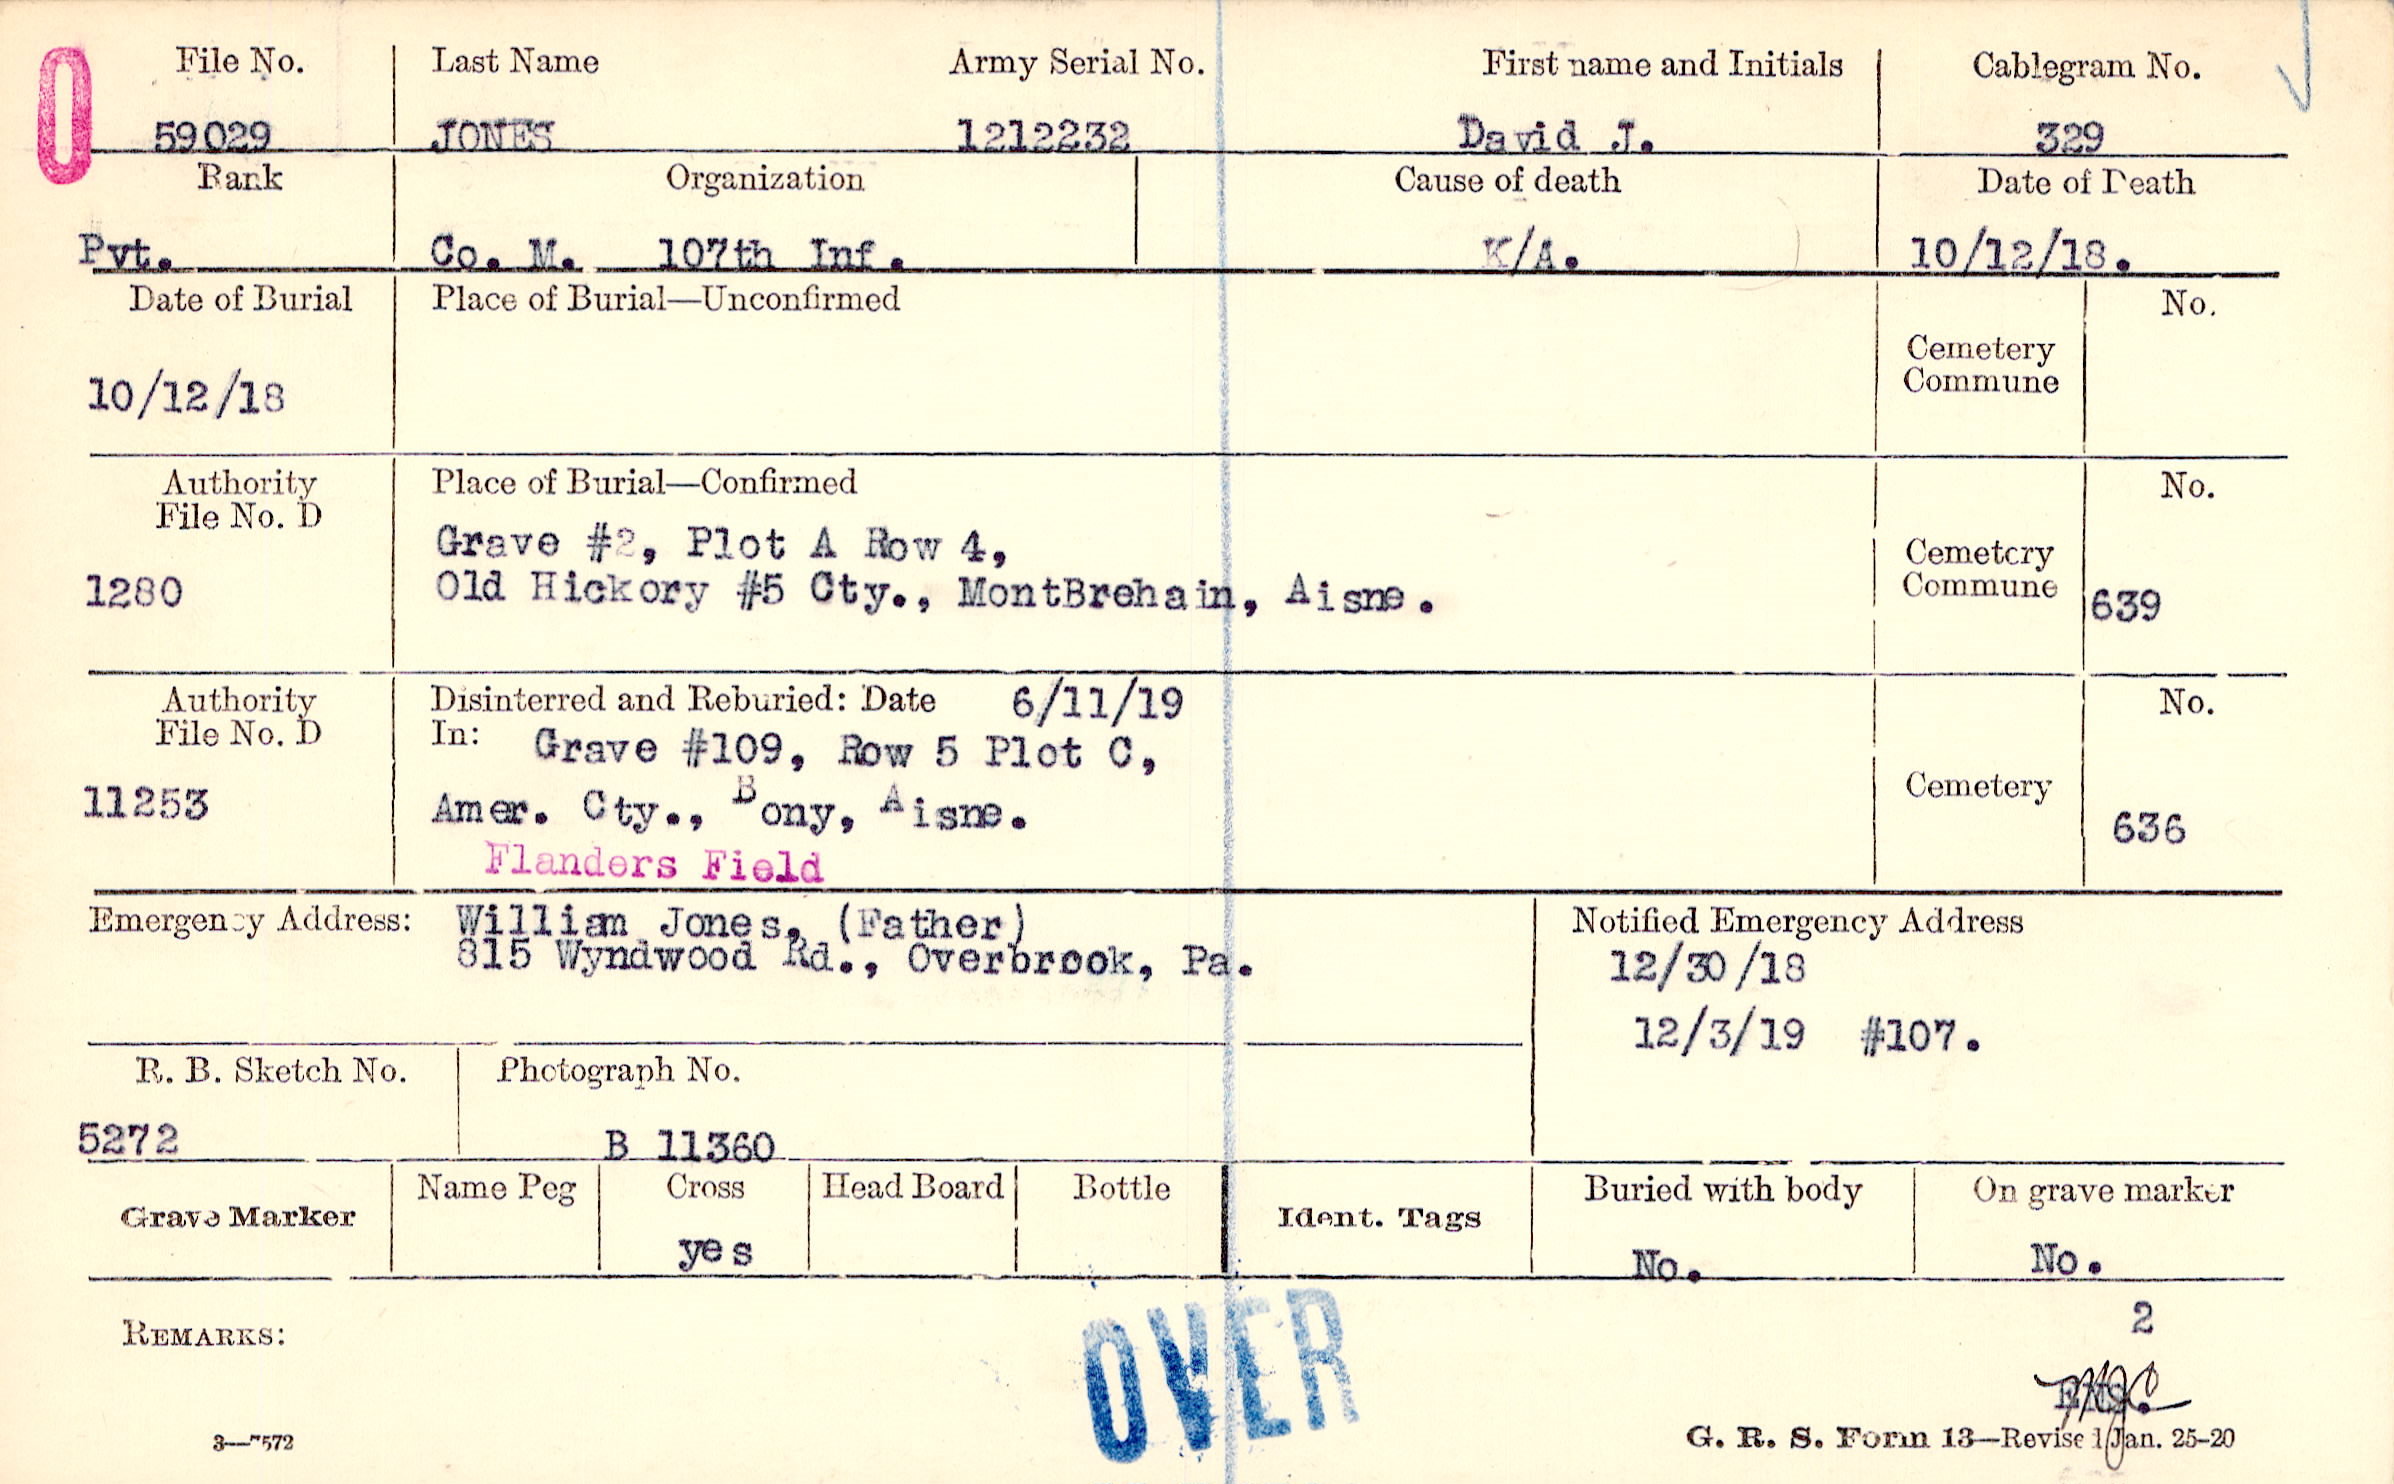 0
File No. Last Name Army Serial No. First name and Initials Cablegram No.
59029 JONES 1212232 David J. 329
Rank Organization Cause of death Date of Death
Pvt. Co. M. 107th Inf. K/A. 10/12/18.
Date of Burial Place of Burial—Unconfirmed No.
Cemetery
Commune
10/12/18
Authority Place of Burial—Confirmed No.
File No. D
Grave #2, Plot A Row 4,
Cemetery
1280 Old Hickory #5 Cty., MontBrehain, Aisne. Commune 639
Authority Disinterred and Reburied: Date 6/11/19 No.
File No. D In: Grave #109, Row 5 Plot C,
Cemetery
11253 Amer. Cty., Bony, Aisne. 636
Flanders Field
Emergency Address: William Jones, (Father) Notified Emergency Address
815 Wyndwood Rd., Overbrook, Pa. 12/30/18
12/3/19 #107.
R. B. Sketch No. Photograph No.
5272 B 11360
Name Peg Cross Head Board Bottle Buried with body On grave marker
Grave Marker Ident. Tags
yes No. No.
2
REMARKS:
OVER
3—7572 G. R. S. Form 13—Revised Jan. 25-20